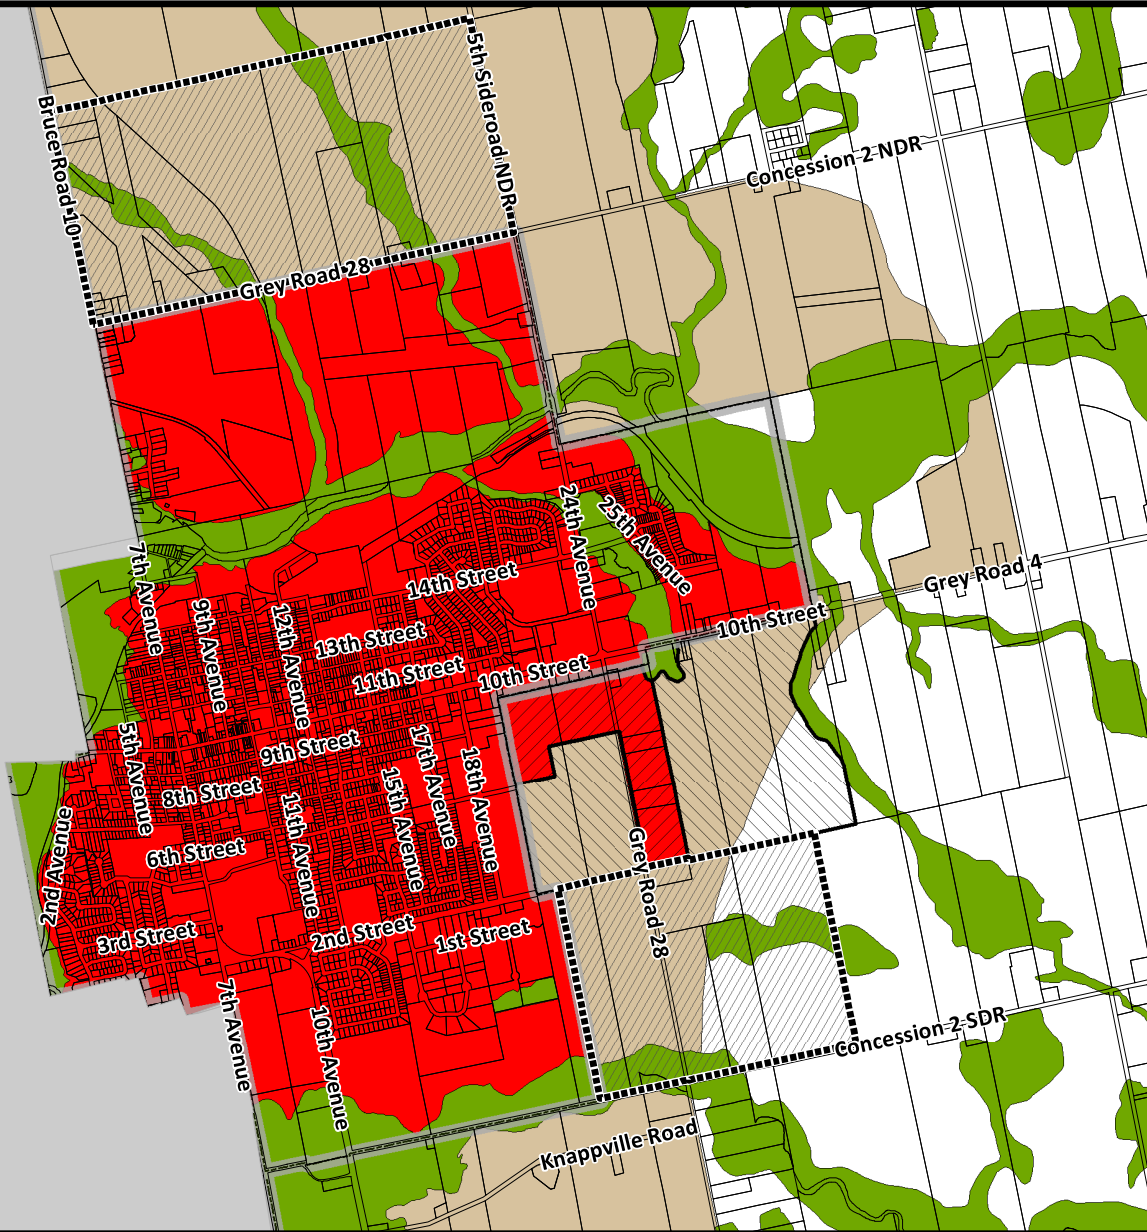 5th Sideroad NDR
Bruce Road 10
Concession 2 NDR
Grey Road 28
24th Avenue
25th Avenue
7th Avenue
14th Street
Grey Road 4
9th Avenue
12th Avenue
13th Street
10th Street
11th Street
10th Street
5th Avenue
9th Street
17th Avenue
18th Avenue
15th Avenue
8th Street
11th Avenue
2nd Avenue
6th Street
Grey Road 28
3rd Street
2nd Street
1st Street
7th Avenue
10th Avenue
Concession 2 SDR
Knappville Road